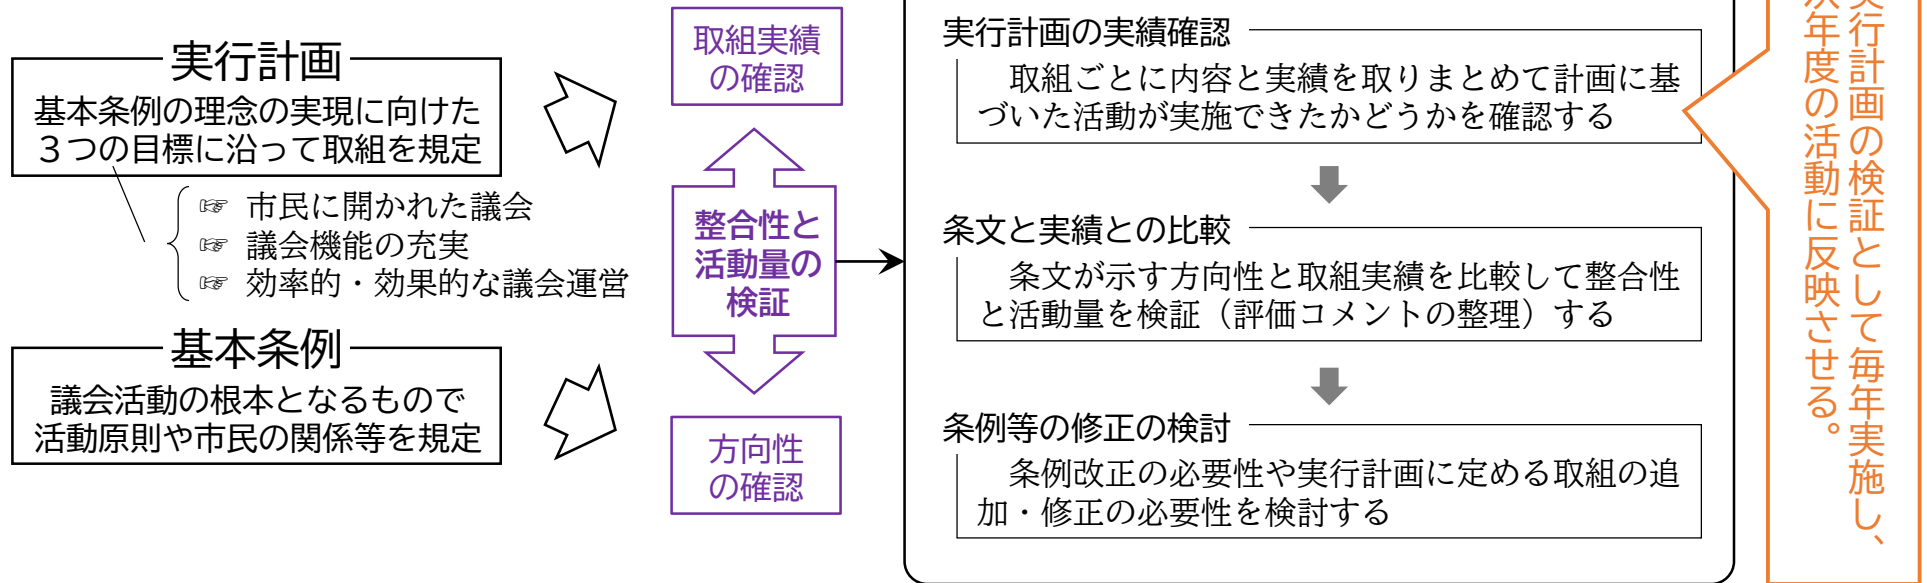 実行計画
基本条例の理念の実現に向けた
３つの目標に沿って取組を規定
☞ 市民に開かれた議会
☞ 議会機能の充実
☞ 効率的・効果的な議会運営
基本条例
議会活動の根本となるもので
活動原則や市民の関係等を規定
取組実績
の確認
整合性と
活動量の
検証
方向性
の確認
実行計画の実績確認
取組ごとに内容と実績を取りまとめて計画に基
づいた活動が実施できたかどうかを確認する
条文と実績との比較
条文が示す方向性と取組実績を比較して整合性
と活動量を検証（評価コメントの整理）する
条例等の修正の検討
条例改正の必要性や実行計画に定める取組の追
加・修正の必要性を検討する
実行計画の検証として毎年実施し、
次年度の活動に反映させる。